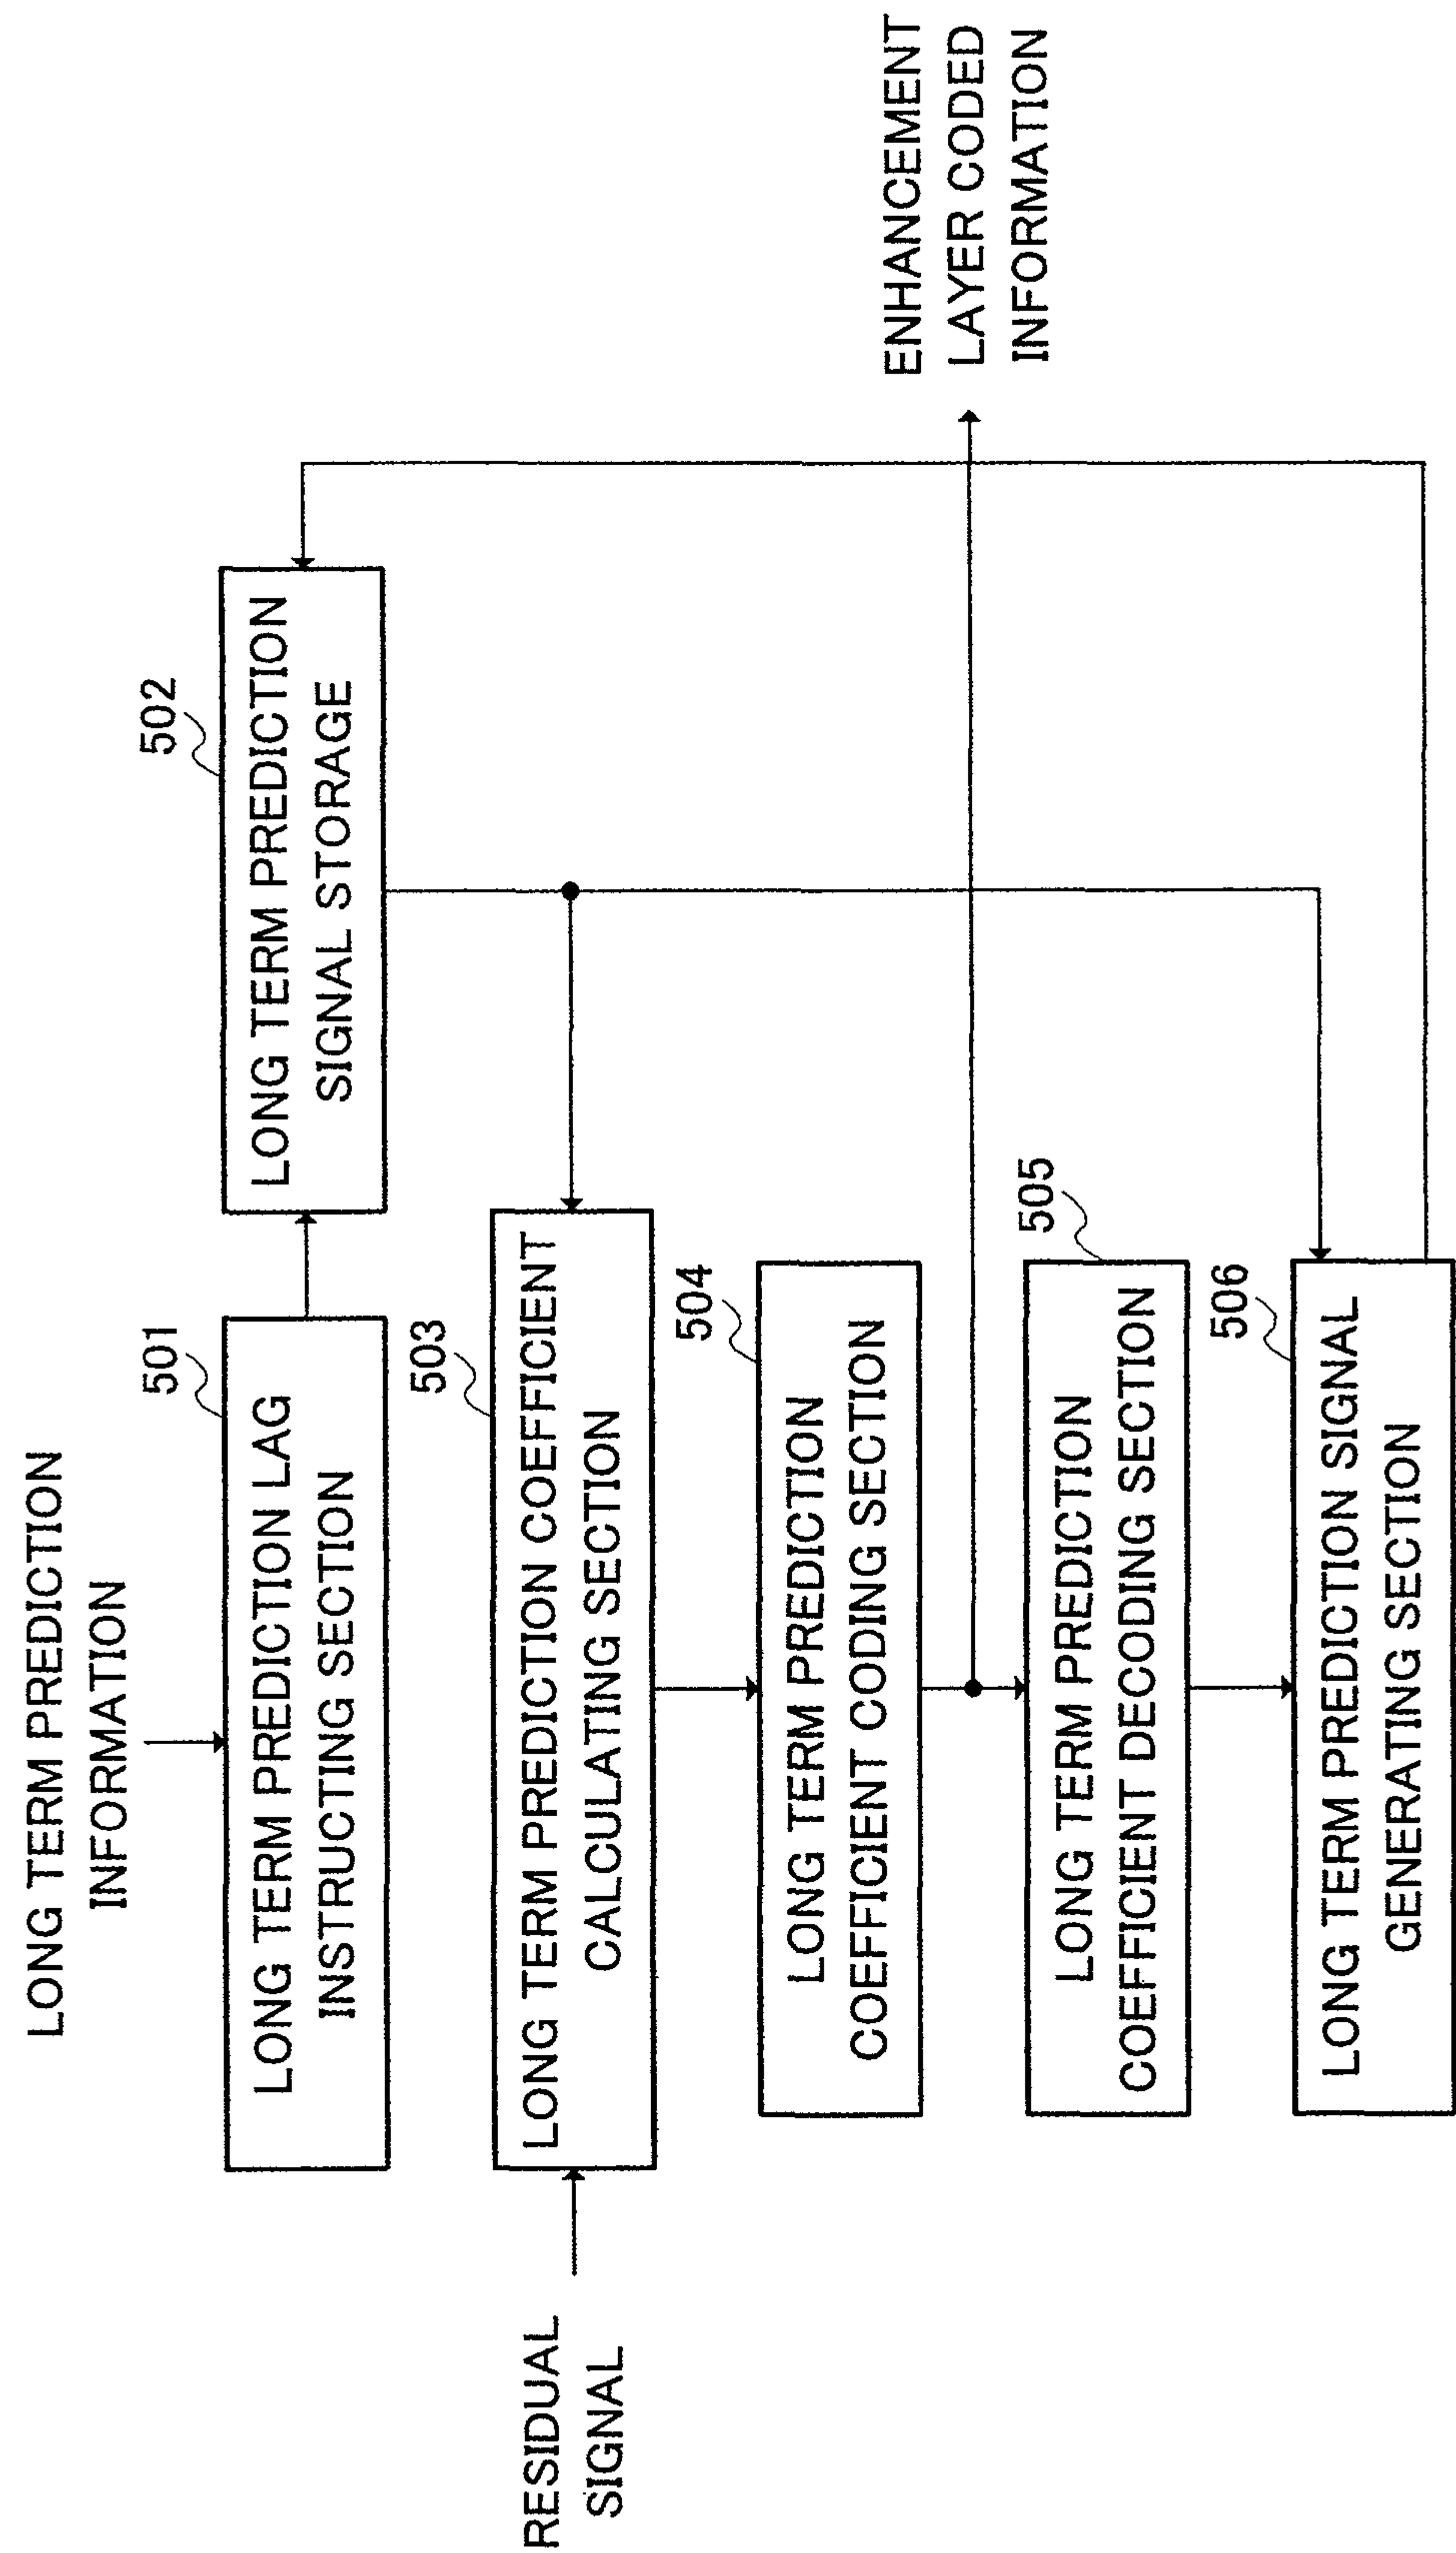 LONG TERM PREDICTION
INFORMATION
501
LONG TERM PREDICTION LAG
INSTRUCTING SECTION
502
LONG TERM PREDICTION
SIGNAL STORAGE
RESIDUAL
SIGNAL
503
LONG TERM PREDICTION COEFFICIENT
CALCULATING SECTION
504
LONG TERM PREDICTION
COEFFICIENT CODING SECTION
ENHANCEMENT
LAYER CODED
INFORMATION
505
LONG TERM PREDICTION
COEFFICIENT DECODING SECTION
506
LONG TERM PREDICTION SIGNAL
GENERATING SECTION